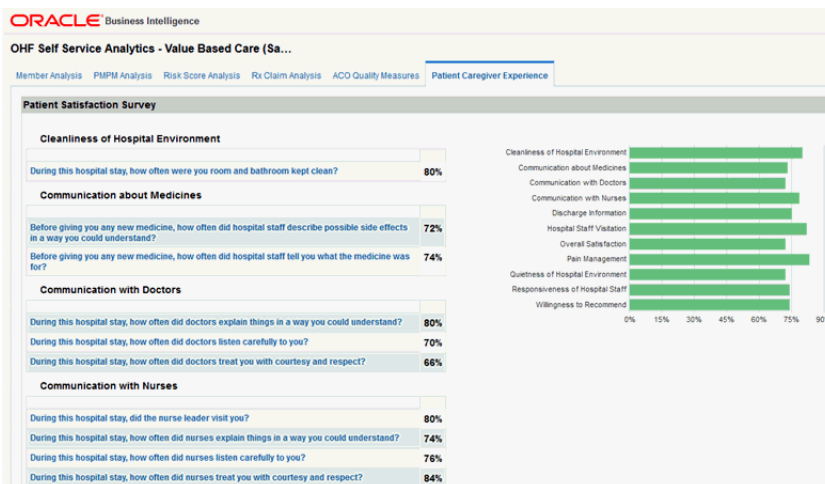 ORACLE® Business Intelligence
OHF Self Service Analytics - Value Based Care (Sa...
Member Analysis PMPM Analysis Risk Score Analysis Rx Claim Analysis ACO Quality Measures Patient Caregiver Experience
Patient Satisfaction Survey
Cleanliness of Hospital Environment
During this hospital stay, how often were you room and bathroom kept clean? 80%
Communication about Medicines
Before giving you any new medicine, how often did hospital staff describe possible side effects
in a way you could understand? 72%
Before giving you any new medicine, how often did hospital staff tell you what the medicine was
for? 74%
Communication with Doctors
During this hospital stay, how often did doctors explain things in a way you could understand? 80%
During this hospital stay, how often did doctors listen carefully to you? 70%
During this hospital stay, how often did doctors treat you with courtesy and respect? 66%
Communication with Nurses
During this hospital stay, did the nurse leader visit you? 80%
During this hospital stay, how often did nurses explain things in a way you could understand? 74%
During this hospital stay, how often did nurses listen carefully to you? 76%
During this hospital stay, how often did nurses treat you with courtesy and respect? 84%
Cleanliness of Hospital Environment
Communication about Medicines
Communication with Doctors
Communication with Nurses
Discharge Information
Hospital Staff Visitation
Overall Satisfaction
Pain Management
Quietness of Hospital Environment
Responsiveness of Hospital Staff
Willingness to Recommend
0% 15% 30% 45% 60% 75% 90